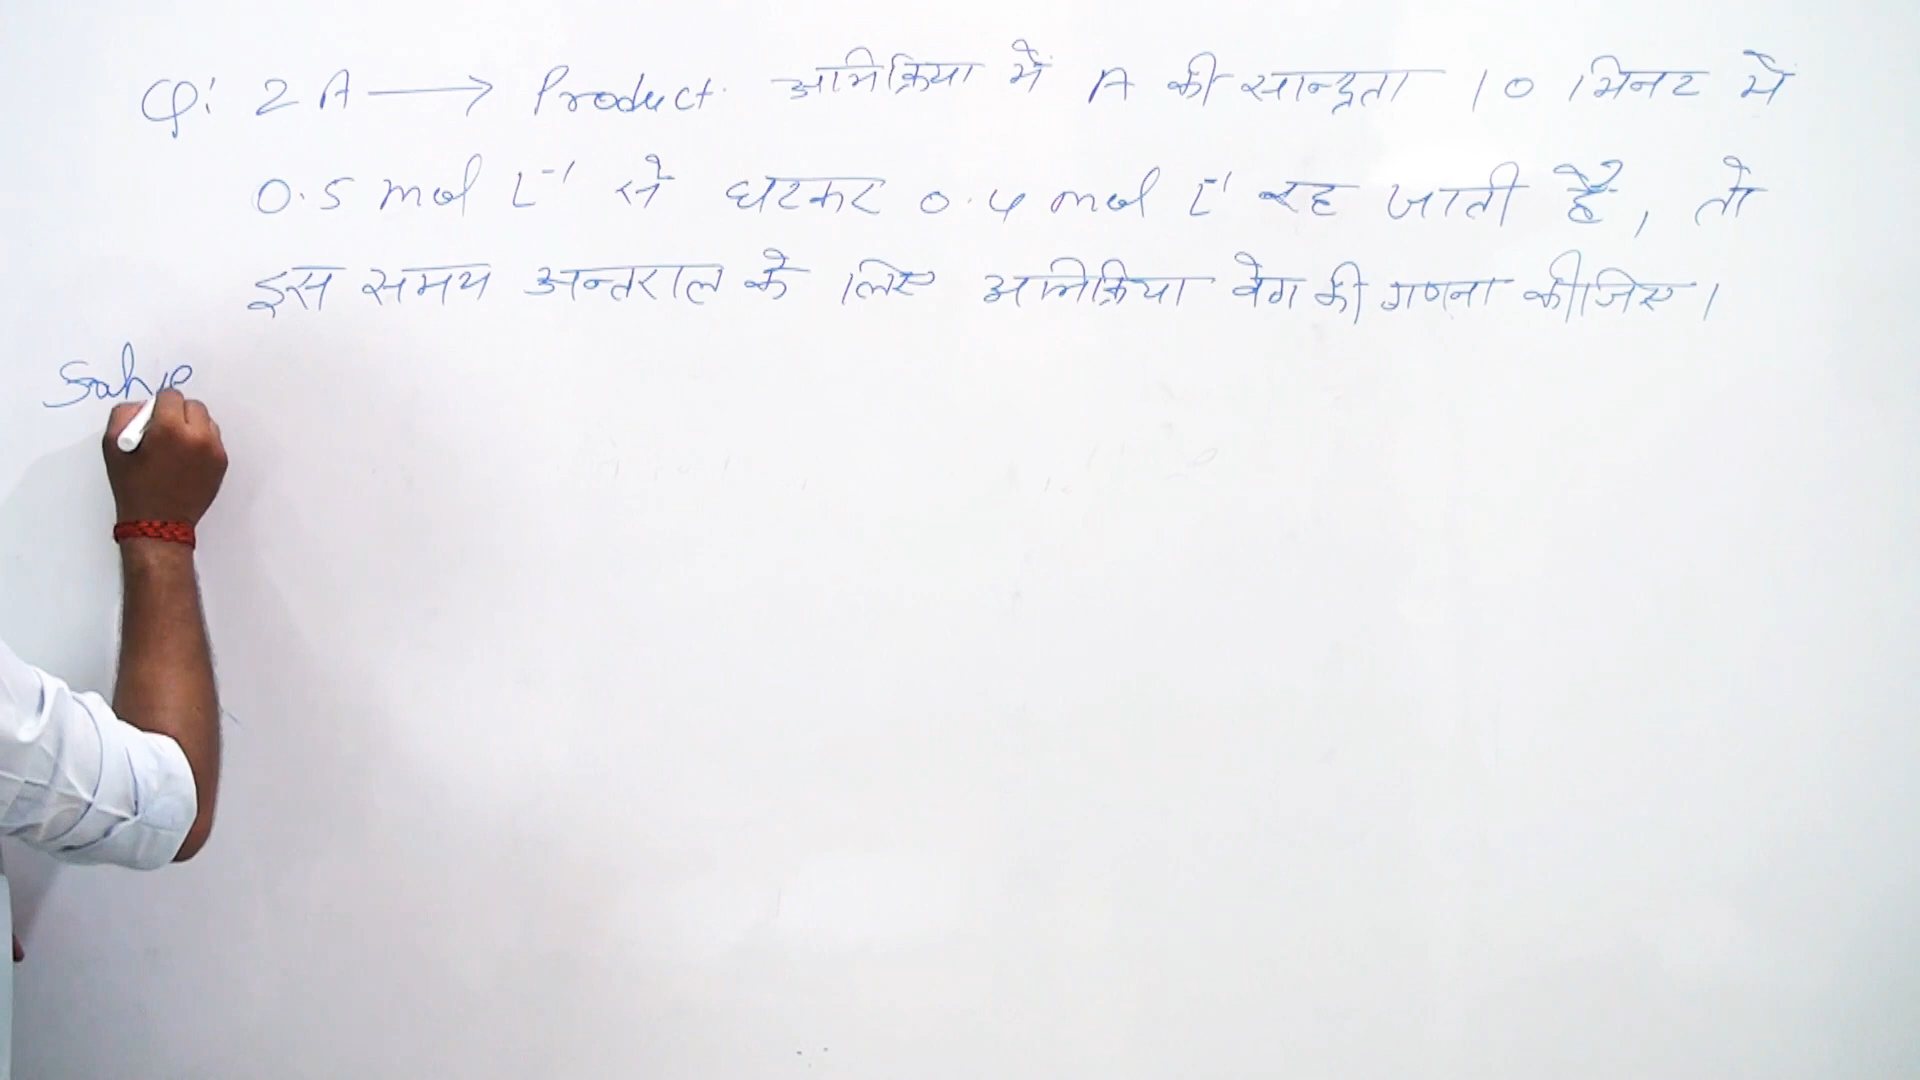 Q: 2A → Product. अभिक्रिया में A की सान्द्रता 10 मिनट में
0.5 mol L⁻¹ से घटकर 0.4 mol L⁻¹ रह जाती है, तो
इस समय अन्तराल के लिए अभिक्रिया वेग की गणना कीजिए।